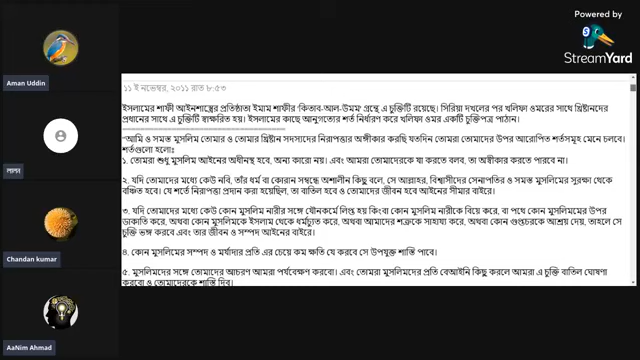 Powered by
StreamYard
Aman Uddin
লালন
Chandan kumar
AaNim Ahmad
১১ ই নভেম্বর, ২০১১ রাত ৮:৫৩
ইসলামের শাফী আইনশাস্ত্রের প্রতিষ্ঠাতা ইমাম শাফীর 'কিতাব-আল-উমম' গ্রন্থে এ চুক্তিটি রয়েছে। সিরিয়া দখলের পর খলিফা ওমরের সাথে খ্রিষ্টানদের
প্রধানের সাথে এ চুক্তিটি স্বাক্ষরিত হয়। ইসলামের কাছে আনুগত্যের শর্ত নির্ধারণ করে খলিফা ওমর একটি চুক্তিপত্র পাঠান।
"আমি ও সমস্ত মুসলিম তোমার ও তোমার খ্রিষ্টান সদস্যদের নিরাপত্তার অঙ্গীকার করছি যতদিন তোমরা তোমাদের উপর আরোপিত শর্তসমূহ মেনে চলবে।
শর্তগুলো হলোঃ
১. তোমরা শুধু মুসলিম আইনের অধীনস্থ হবে, অন্য কারো নয়। এবং আমরা তোমাদেরকে যা করতে বলব, তা অস্বীকার করতে পারবে না।
২. যদি তোমাদের মধ্যে কেউ নবি, তাঁর ধর্ম বা কোরান সম্বন্ধে অশালীন কিছু বলে, সে আল্লাহর, বিশ্বাসীদের সেনাপতির ও সমস্ত মুসলিমের সুরক্ষা থেকে
বঞ্চিত হবে। যে শর্তে নিরাপত্তা প্রদান করা হয়েছিল, তা বাতিল হবে ও তোমাদের জীবন হবে আইনের সীমার বাইরে।
৩. যদি তোমাদের মধ্যে কেউ কোন মুসলিম নারীর সঙ্গে যৌনকর্মে লিপ্ত হয় কিংবা কোন মুসলিম নারীকে বিয়ে করে, বা পথে কোন মুসলিমের উপর
ডাকাতি করে, অথবা কোন মুসলিমকে ইসলাম থেকে ধর্মচ্যুত করে, অথবা আমাদের শত্রুকে সাহায্য করে, অথবা কোন গুপ্তচরকে আশ্রয় দেয়, তাহলে সে
চুক্তি ভঙ্গ করবে এবং তার জীবন ও সম্পদ আইনের বাইরে।
৪. কোন মুসলিমের সম্পদ ও মর্যাদার প্রতি এর চেয়ে কম ক্ষতি যে করবে সে উপযুক্ত শাস্তি পাবে।
৫. মুসলিমদের সঙ্গে তোমাদের আচরণ আমরা পর্যবেক্ষণ করবো। এবং তোমরা মুসলিমদের প্রতি বেআইনি কিছু করলে আমরা এ চুক্তি বাতিল ঘোষণা
করবো ও তোমাদেরকে শাস্তি দিব।